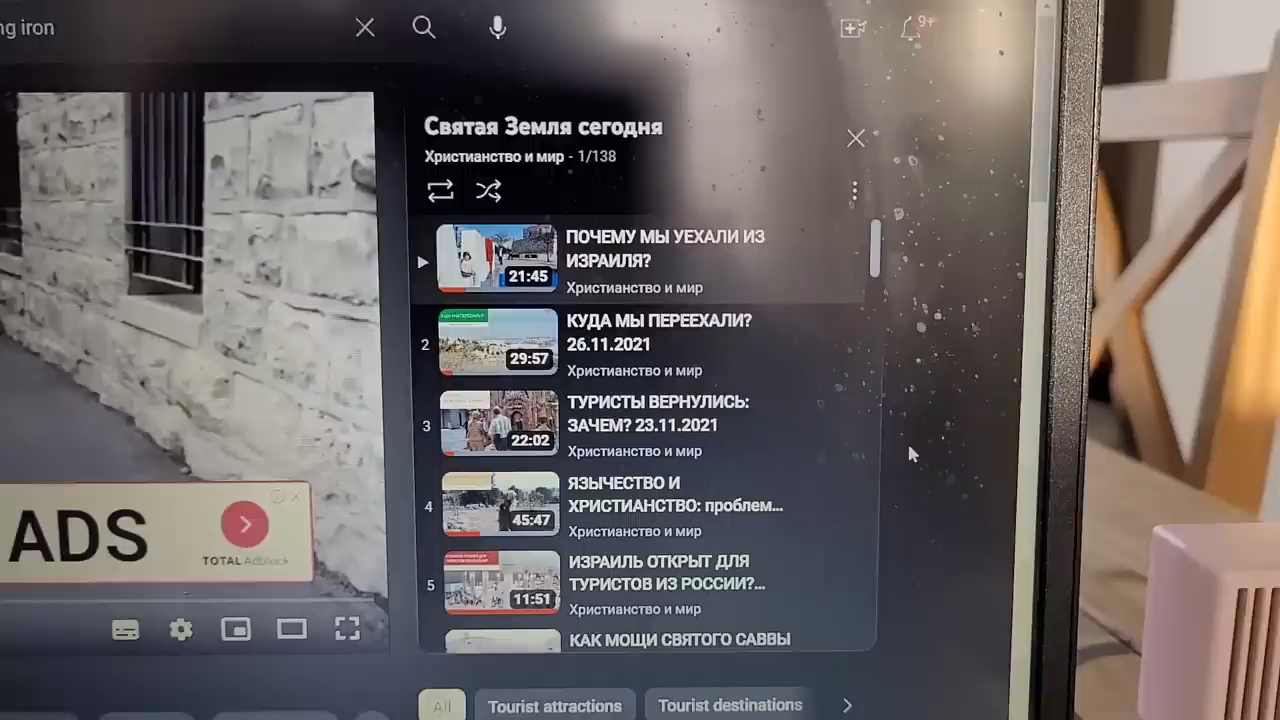 ng iron
9+
Святая Земля сегодня
Христианство и мир - 1/138
ПОЧЕМУ МЫ УЕХАЛИ ИЗ
ИЗРАИЛЯ?
21:45
Христианство и мир
2
КУДА МЫ ПЕРЕЕХАЛИ?
26.11.2021
29:57
Христианство и мир
3
ТУРИСТЫ ВЕРНУЛИСЬ:
ЗАЧЕМ? 23.11.2021
22:02
Христианство и мир
4
ЯЗЫЧЕСТВО И
ХРИСТИАНСТВО: проблем...
45:47
Христианство и мир
5
ИЗРАИЛЬ ОТКРЫТ ДЛЯ
ТУРИСТОВ ИЗ РОССИИ?...
11:51
Христианство и мир
КАК МОЩИ СВЯТОГО САВВЫ
ADS
TOTAL Adblock
All
Tourist attractions
Tourist destinations